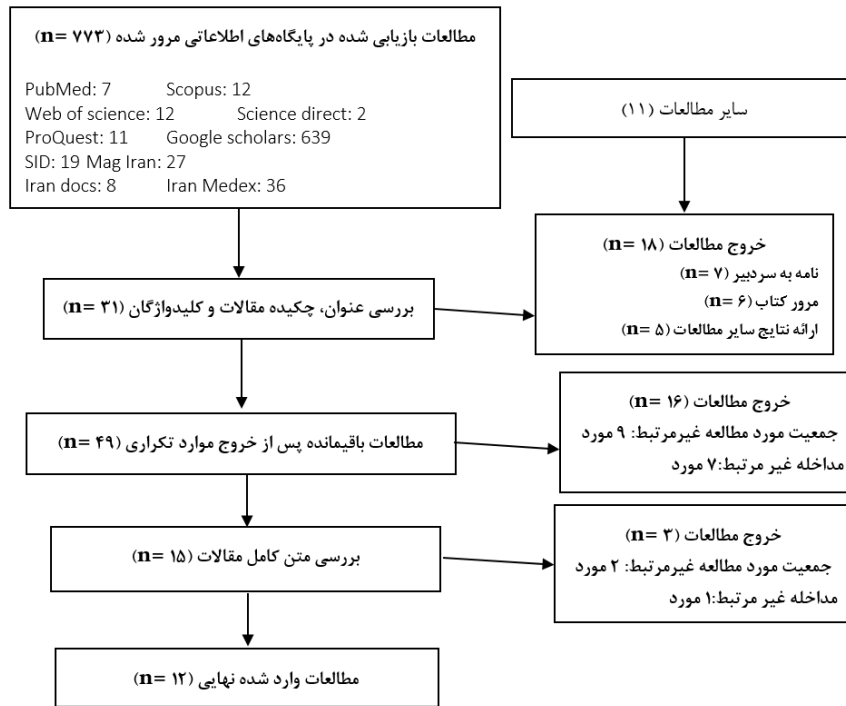 مطالعات بازیابی شده در پایگاه‌های اطلاعاتی مرور شده (n= ۷۷۳)
PubMed: 7 Scopus: 12
Web of science: 12 Science direct: 2
ProQuest: 11 Google scholars: 639
SID: 19 Mag Iran: 27
Iran docs: 8 Iran Medex: 36
سایر مطالعات (۱۱)
خروج مطالعات (n= ۱۸)
نامه به سردبیر (n= ۷)
مرور کتاب (n= ۶)
ارائه نتایج سایر مطالعات (n= ۵)
بررسی عنوان، چکیده مقالات و کلیدواژگان (n= ۳۱)
خروج مطالعات (n= ۱۶)
جمعیت مورد مطالعه غیرمرتبط: ۹ مورد
مداخله غیر مرتبط:۷ مورد
مطالعات باقیمانده پس از خروج موارد تکراری (n= ۴۹)
خروج مطالعات (n= ۳)
جمعیت مورد مطالعه غیرمرتبط: ۲ مورد
مداخله غیر مرتبط:۱ مورد
بررسی متن کامل مقالات (n= ۱۵)
مطالعات وارد شده نهایی (n= ۱۲)